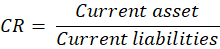 CR = Current asset / Current liabilities